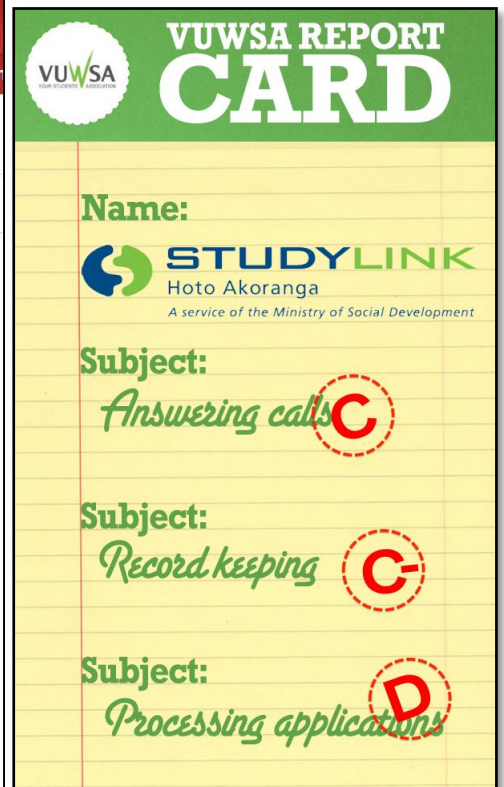 VUWSA
YOUR STUDENTS' ASSOCIATION
VUWSA REPORT
CARD
Name:
STUDYLINK
Hoto Akoranga
A service of the Ministry of Social Development
Subject:
Answering calls C
Subject:
Record keeping C-
Subject:
Processing applications D